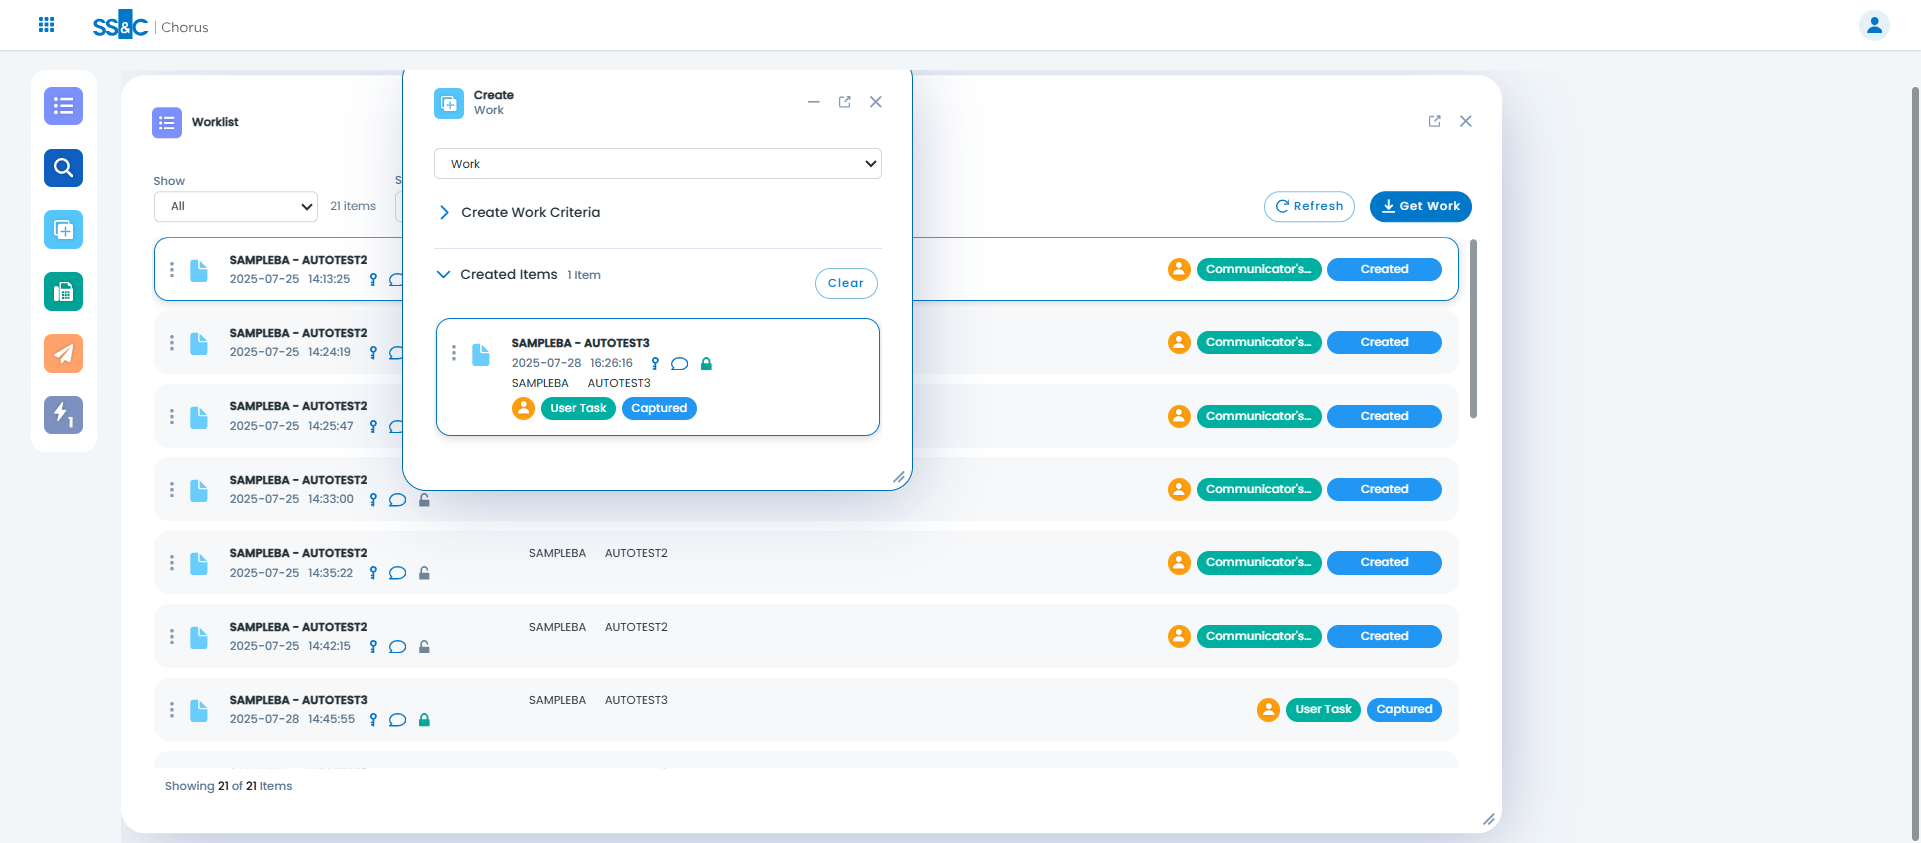 SS&C | Chorus
Worklist
Show
S
All
21 items
Refresh
Get Work
Create
Work
Work
Create Work Criteria
Created Items 1 Item
Clear
SAMPLEBA - AUTOTEST3
2025-07-28 16:26:16
SAMPLEBA AUTOTEST3
User Task Captured
SAMPLEBA - AUTOTEST2
2025-07-25 14:13:25
Communicator's... Created
SAMPLEBA - AUTOTEST2
2025-07-25 14:24:19
Communicator's... Created
SAMPLEBA - AUTOTEST2
2025-07-25 14:25:47
Communicator's... Created
SAMPLEBA - AUTOTEST2
2025-07-25 14:33:00
Communicator's... Created
SAMPLEBA - AUTOTEST2 SAMPLEBA AUTOTEST2
2025-07-25 14:35:22
Communicator's... Created
SAMPLEBA - AUTOTEST2 SAMPLEBA AUTOTEST2
2025-07-25 14:42:15
Communicator's... Created
SAMPLEBA - AUTOTEST3 SAMPLEBA AUTOTEST3
2025-07-28 14:45:55
User Task Captured
1
Showing 21 of 21 Items